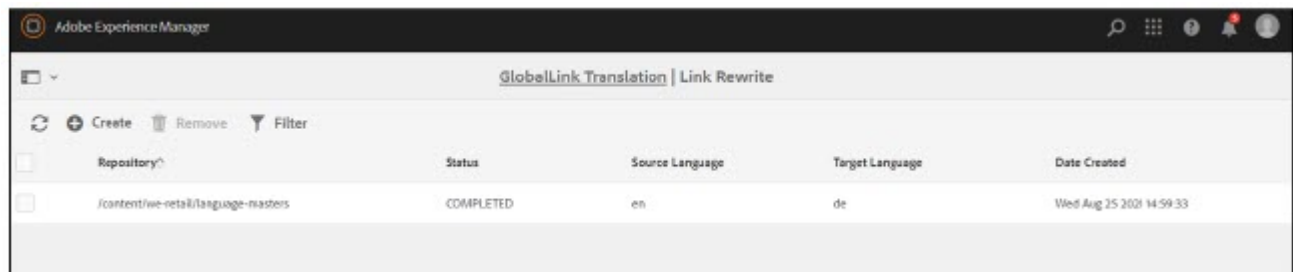 Adobe Experience Manager
5
GlobalLink Translation | Link Rewrite
Create Remove Filter
Repository Status Source Language Target Language Date Created
/content/we-retail/language-masters COMPLETED en de Wed Aug 25 2021 14:59:33